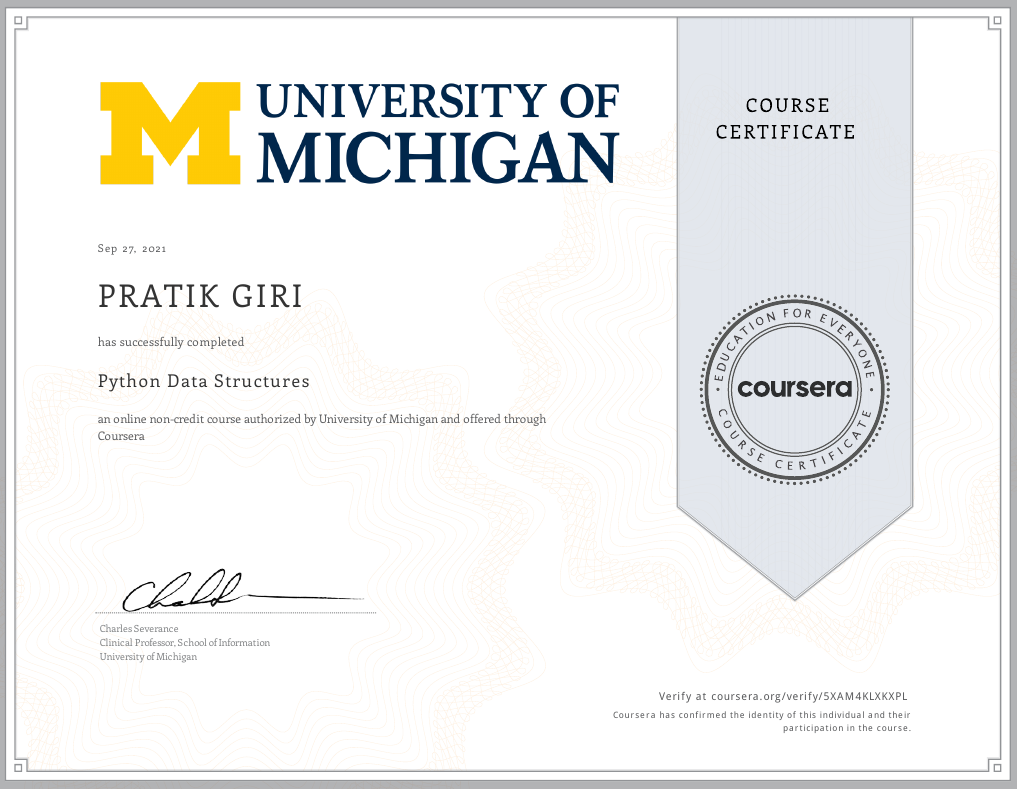 UNIVERSITY OF
MICHIGAN
COURSE
CERTIFICATE
Sep 27, 2021
PRATIK GIRI
has successfully completed
Python Data Structures
an online non-credit course authorized by University of Michigan and offered through
Coursera
EDUCATION FOR EVERYONE
coursera
COURSE CERTIFICATE
Charles Severance
Clinical Professor, School of Information
University of Michigan
Verify at coursera.org/verify/5XAM4KLXKXPL
Coursera has confirmed the identity of this individual and their
participation in the course.